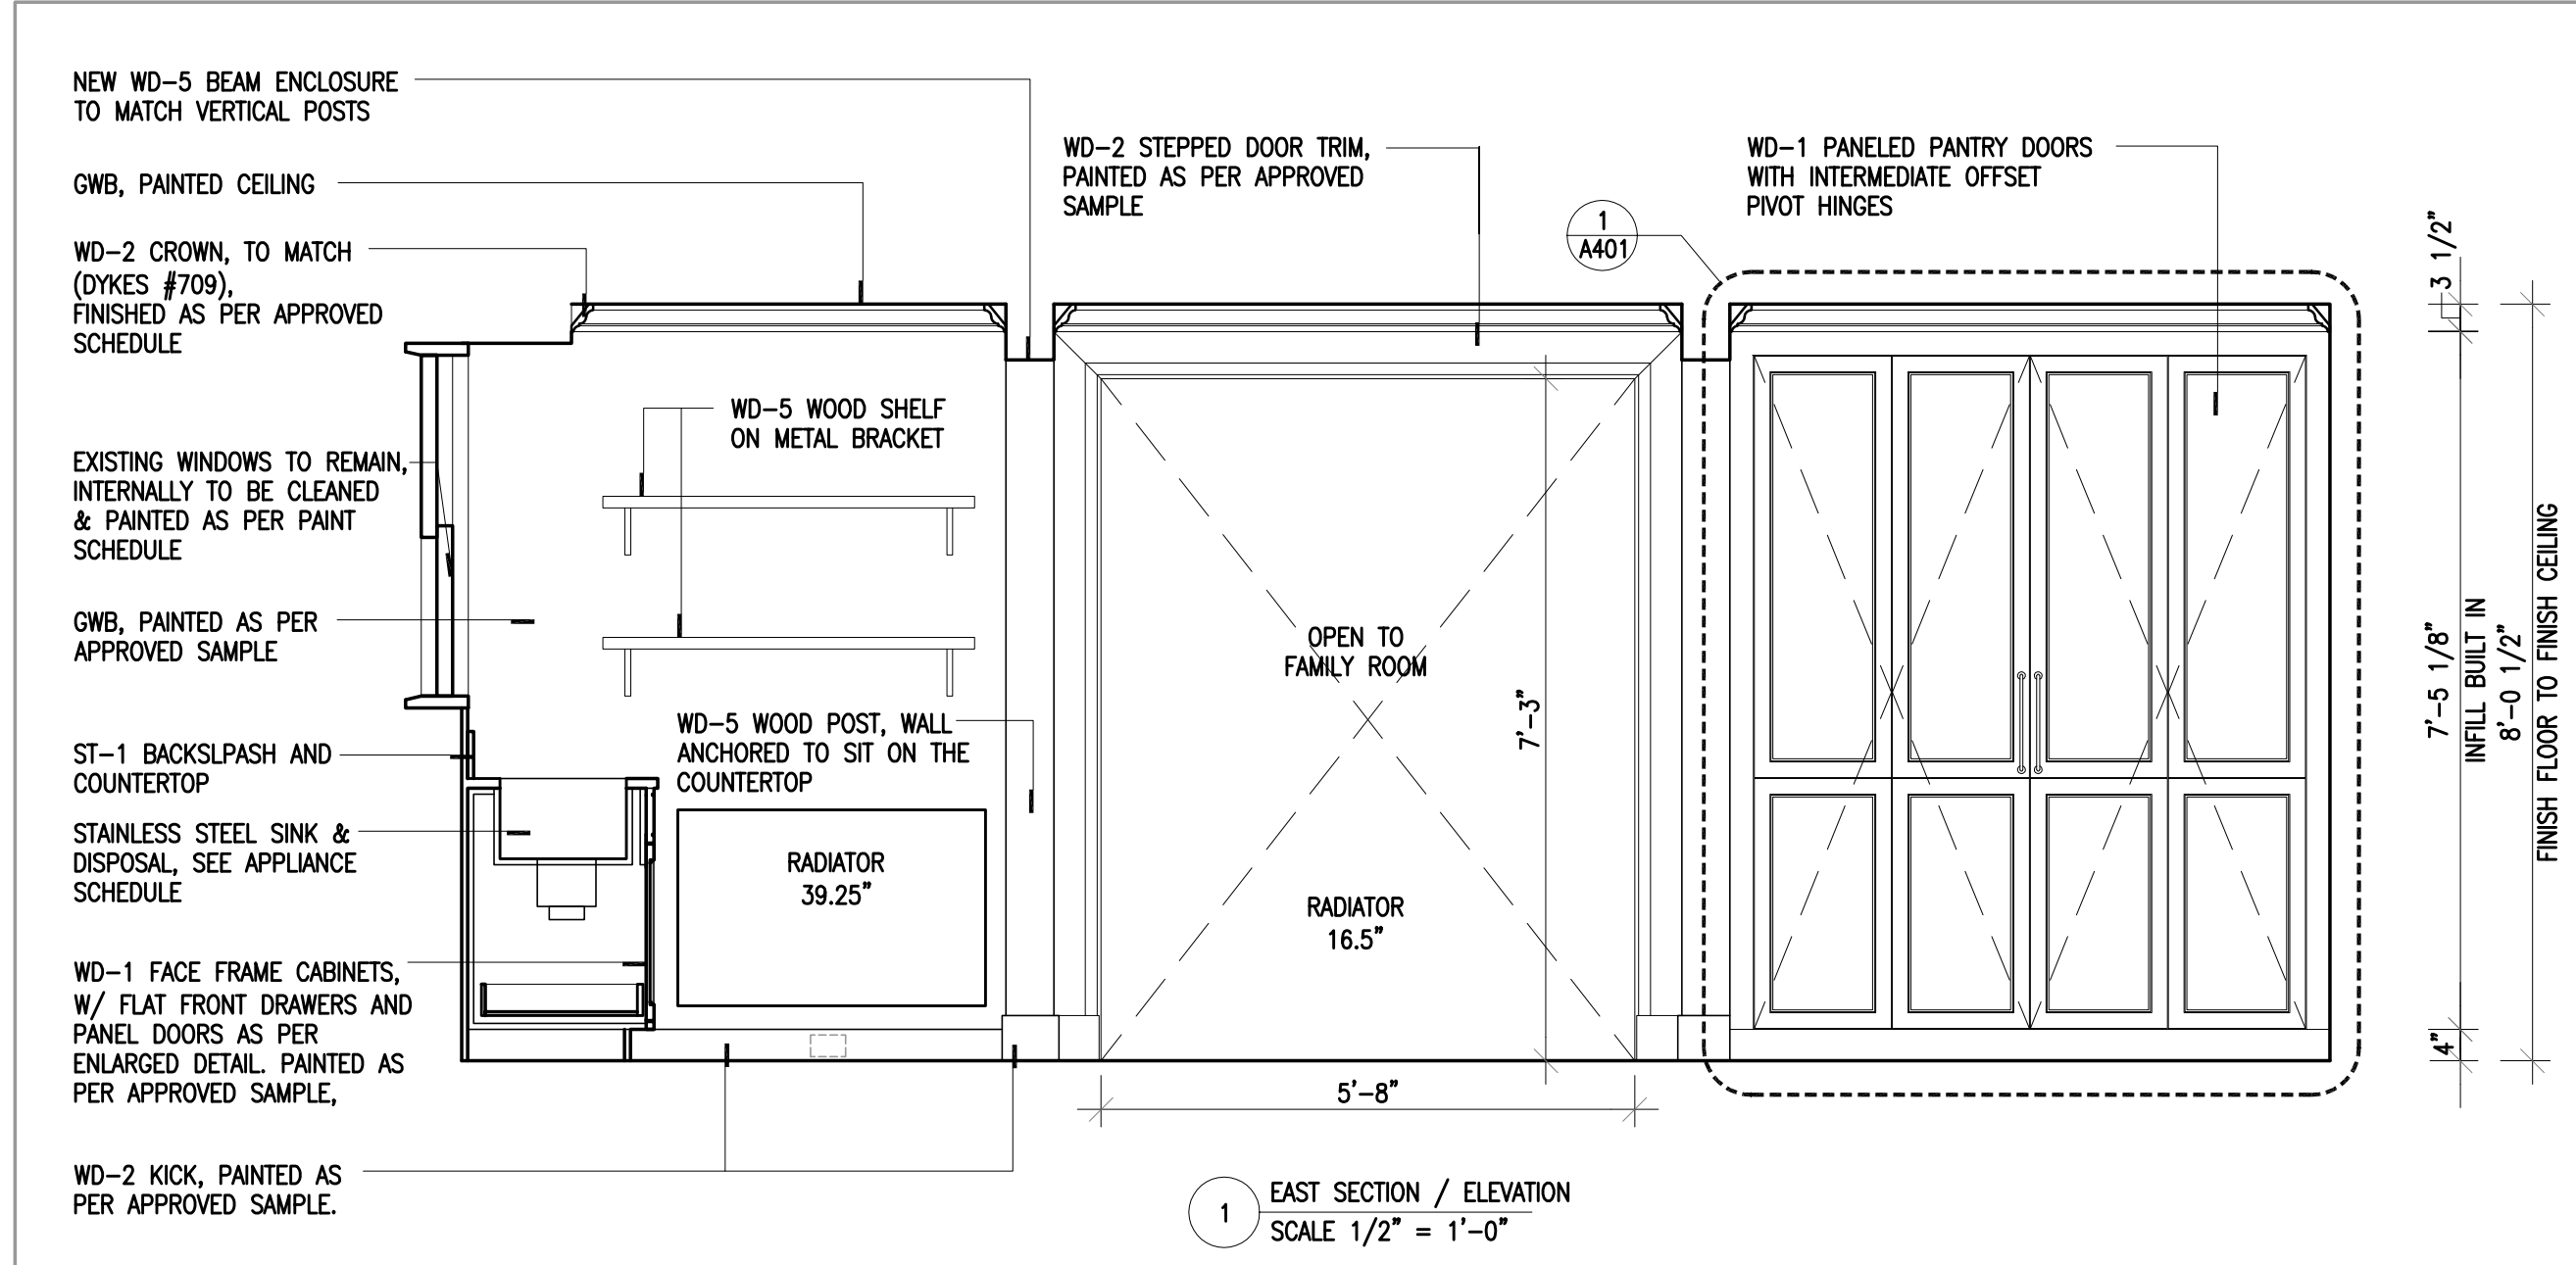 NEW WD-5 BEAM ENCLOSURE
TO MATCH VERTICAL POSTS
GWB, PAINTED CEILING
WD-2 CROWN, TO MATCH
(DYKES #709),
FINISHED AS PER APPROVED
SCHEDULE
EXISTING WINDOWS TO REMAIN,
INTERNALLY TO BE CLEANED
& PAINTED AS PER PAINT
SCHEDULE
GWB, PAINTED AS PER
APPROVED SAMPLE
ST-1 BACKSLPASH AND
COUNTERTOP
STAINLESS STEEL SINK &
DISPOSAL, SEE APPLIANCE
SCHEDULE
WD-1 FACE FRAME CABINETS,
W/ FLAT FRONT DRAWERS AND
PANEL DOORS AS PER
ENLARGED DETAIL. PAINTED AS
PER APPROVED SAMPLE,
WD-2 KICK, PAINTED AS
PER APPROVED SAMPLE.
WD-5 WOOD SHELF
ON METAL BRACKET
WD-5 WOOD POST, WALL
ANCHORED TO SIT ON THE
COUNTERTOP
RADIATOR
39.25"
WD-2 STEPPED DOOR TRIM,
PAINTED AS PER APPROVED
SAMPLE
OPEN TO
FAMILY ROOM
7'-3"
RADIATOR
16.5"
5'-8"
1
A401
WD-1 PANELED PANTRY DOORS
WITH INTERMEDIATE OFFSET
PIVOT HINGES
3 1/2"
7'-5 1/8"
INFILL BUILT IN
4"
8'-0 1/2"
FINISH FLOOR TO FINISH CEILING
1
EAST SECTION / ELEVATION
SCALE 1/2" = 1'-0"